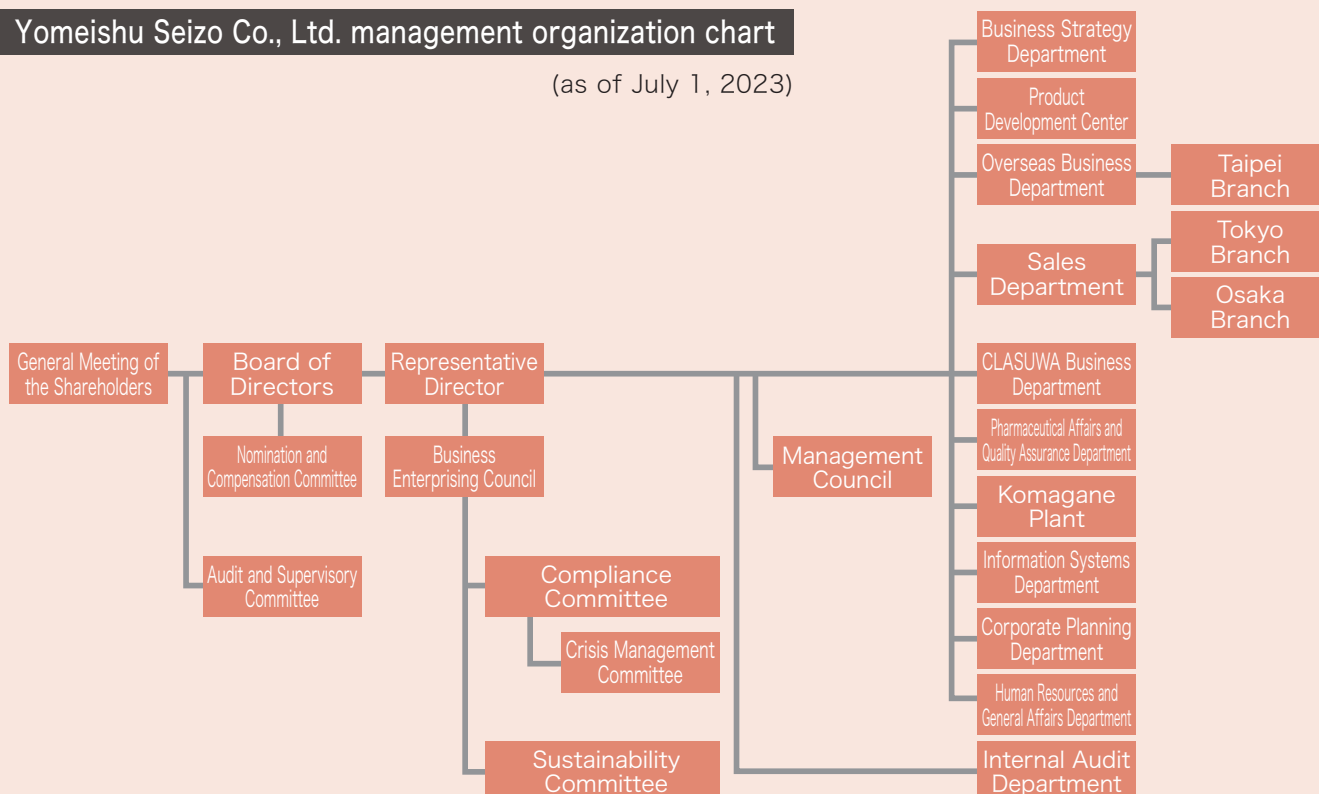 Yomeishu Seizo Co., Ltd. management organization chart
(as of July 1, 2023)
General Meeting of
the Shareholders
Board of
Directors
Nomination and
Compensation Committee
Audit and Supervisory
Committee
Representative
Director
Business
Enterprising Council
Compliance
Committee
Crisis Management
Committee
Sustainability
Committee
Management
Council
Business Strategy
Department
Product
Development Center
Overseas Business
Department
Taipei
Branch
Sales
Department
Tokyo
Branch
Osaka
Branch
CLASUWA Business
Department
Pharmaceutical Affairs and
Quality Assurance Department
Komagane
Plant
Information Systems
Department
Corporate Planning
Department
Human Resources and
General Affairs Department
Internal Audit
Department